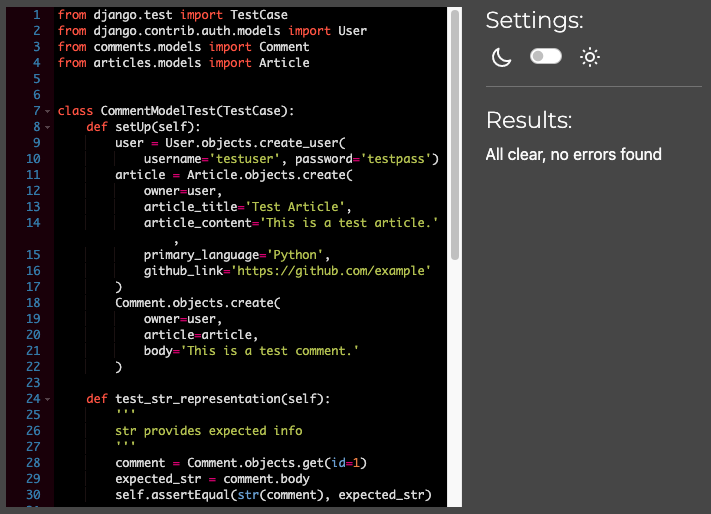 1 from django.test import TestCase
2 from django.contrib.auth.models import User
3 from comments.models import Comment
4 from articles.models import Article
5
6
7 class CommentModelTest(TestCase):
8     def setUp(self):
9         user = User.objects.create_user(
10             username='testuser', password='testpass')
11         article = Article.objects.create(
12             owner=user,
13             article_title='Test Article',
14             article_content='This is a test article.'
,
15             primary_language='Python',
16             github_link='https://github.com/example'
17         )
18         Comment.objects.create(
19             owner=user,
20             article=article,
21             body='This is a test comment.'
22         )
23
24     def test_str_representation(self):
25         '''
26         str provides expected info
27         '''
28         comment = Comment.objects.get(id=1)
29         expected_str = comment.body
30         self.assertEqual(str(comment), expected_str)
Settings:
Results:
All clear, no errors found